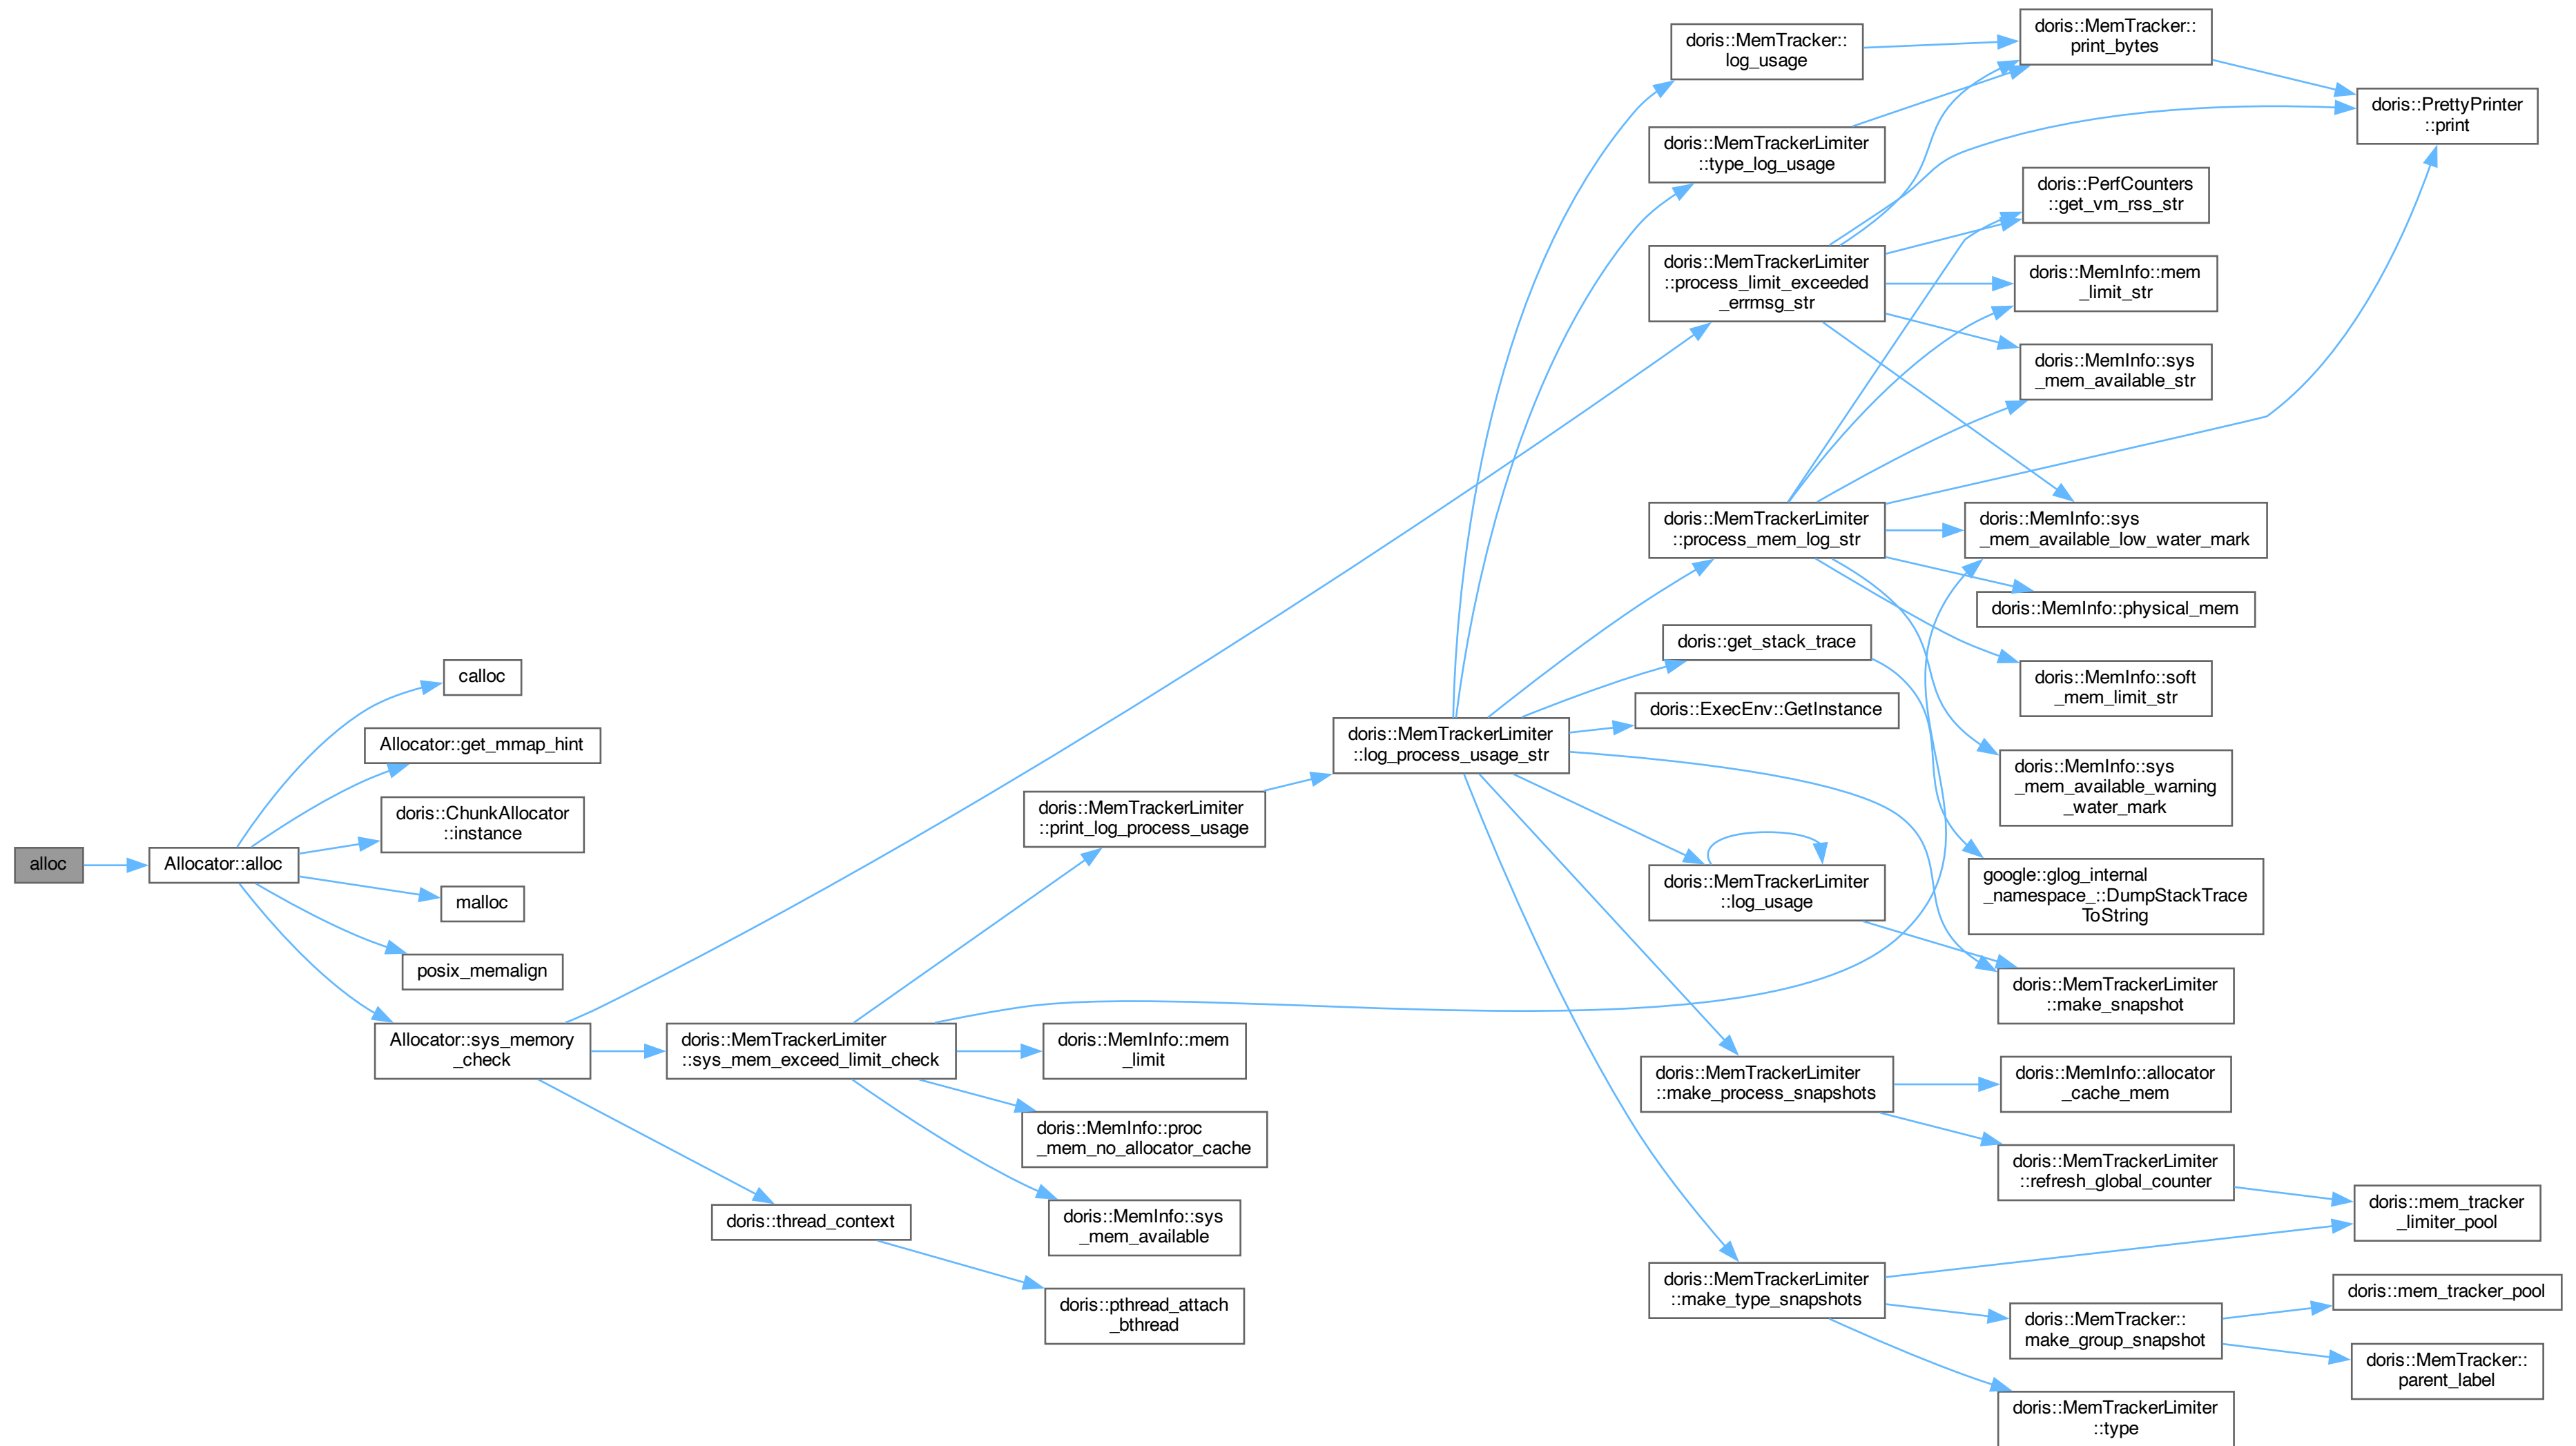 alloc
Allocator::alloc
calloc
Allocator::get_mmap_hint
doris::ChunkAllocator
::instance
malloc
posix_memalign
Allocator::sys_memory
_check
doris::MemTrackerLimiter
::sys_mem_exceed_limit_check
doris::thread_context
doris::MemTrackerLimiter
::print_log_process_usage
doris::MemInfo::mem
_limit
doris::MemInfo::proc
_mem_no_allocator_cache
doris::MemInfo::sys
_mem_available
doris::pthread_attach
_bthread
doris::MemTrackerLimiter
::log_process_usage_str
doris::MemTracker::
log_usage
doris::MemTrackerLimiter
::type_log_usage
doris::MemTrackerLimiter
::process_limit_exceeded
_errmsg_str
doris::MemTrackerLimiter
::process_mem_log_str
doris::get_stack_trace
doris::ExecEnv::GetInstance
doris::MemTrackerLimiter
::log_usage
doris::MemTrackerLimiter
::make_process_snapshots
doris::MemTrackerLimiter
::make_type_snapshots
doris::MemTracker::
print_bytes
doris::PerfCounters
::get_vm_rss_str
doris::MemInfo::mem
_limit_str
doris::MemInfo::sys
_mem_available_str
doris::MemInfo::sys
_mem_available_low_water_mark
doris::MemInfo::physical_mem
doris::MemInfo::soft
_mem_limit_str
doris::MemInfo::sys
_mem_available_warning
_water_mark
google::glog_internal
_namespace_::DumpStackTrace
ToString
doris::MemTrackerLimiter
::make_snapshot
doris::MemInfo::allocator
_cache_mem
doris::MemTrackerLimiter
::refresh_global_counter
doris::MemTracker::
make_group_snapshot
doris::MemTrackerLimiter
::type
doris::PrettyPrinter
::print
doris::mem_tracker
_limiter_pool
doris::mem_tracker_pool
doris::MemTracker::
parent_label